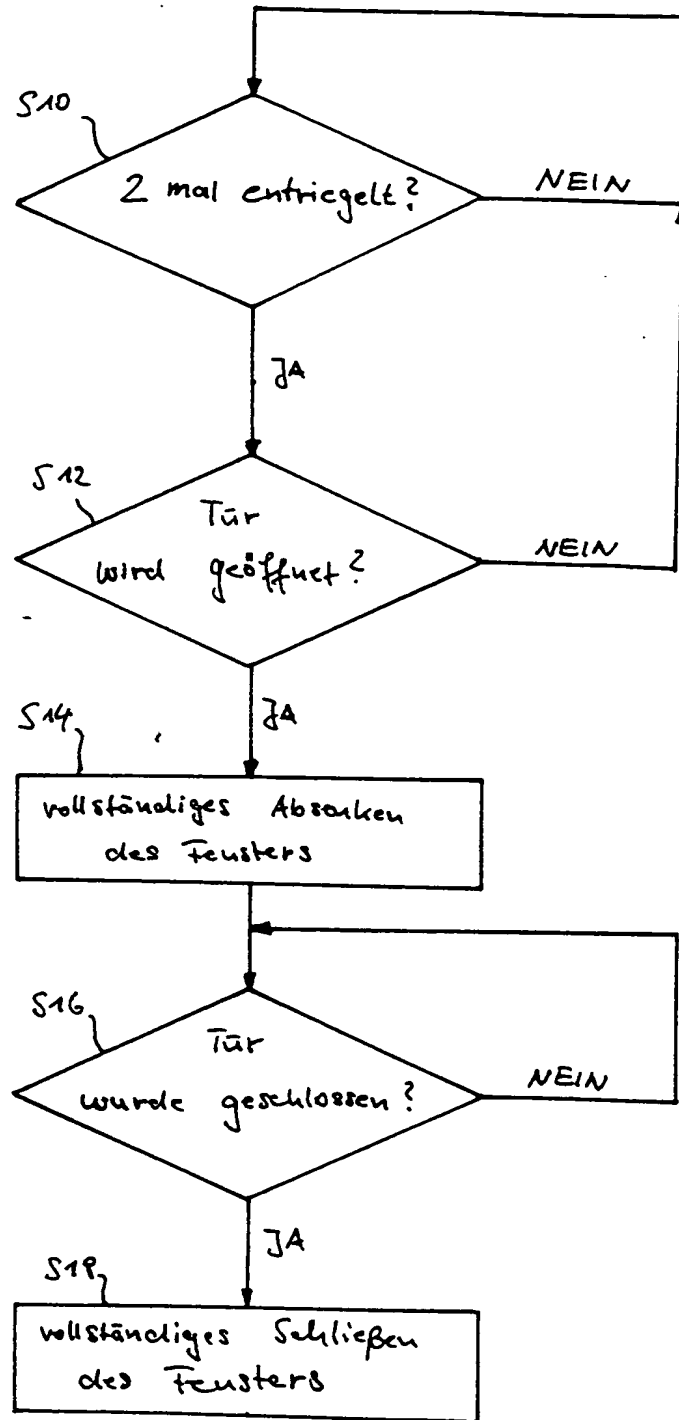 S10
2 mal entriegelt?
NEIN
JA
S12
Tür
wird geöffnet?
NEIN
JA
S14
vollständiges Absenken
des Fensters
S16
Tür
wurde geschlossen?
NEIN
JA
S18
vollständiges Schließen
des Fensters